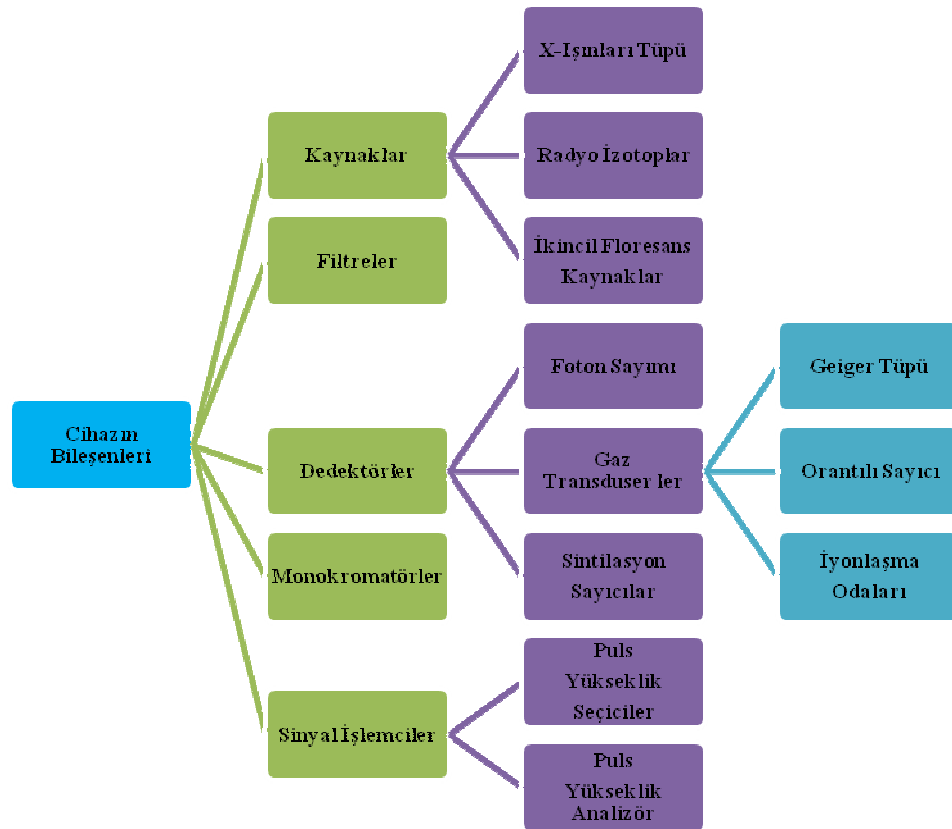 X-Işınları Tüpü
Kaynaklar
Radyo İzotoplar
İkincil Floresans
Kaynaklar
Filtreler
Cihazın
Bileşenleri
Dedektörler
Foton Sayımı
Gaz
Transduser ler
Geiger Tüpü
Orantılı Sayıcı
İyonlaşma
Odaları
Sintilasyon
Sayıcılar
Monokromatörler
Sinyal İşlemciler
Puls
Yükseklik
Seçiciler
Puls
Yükseklik
Analizör